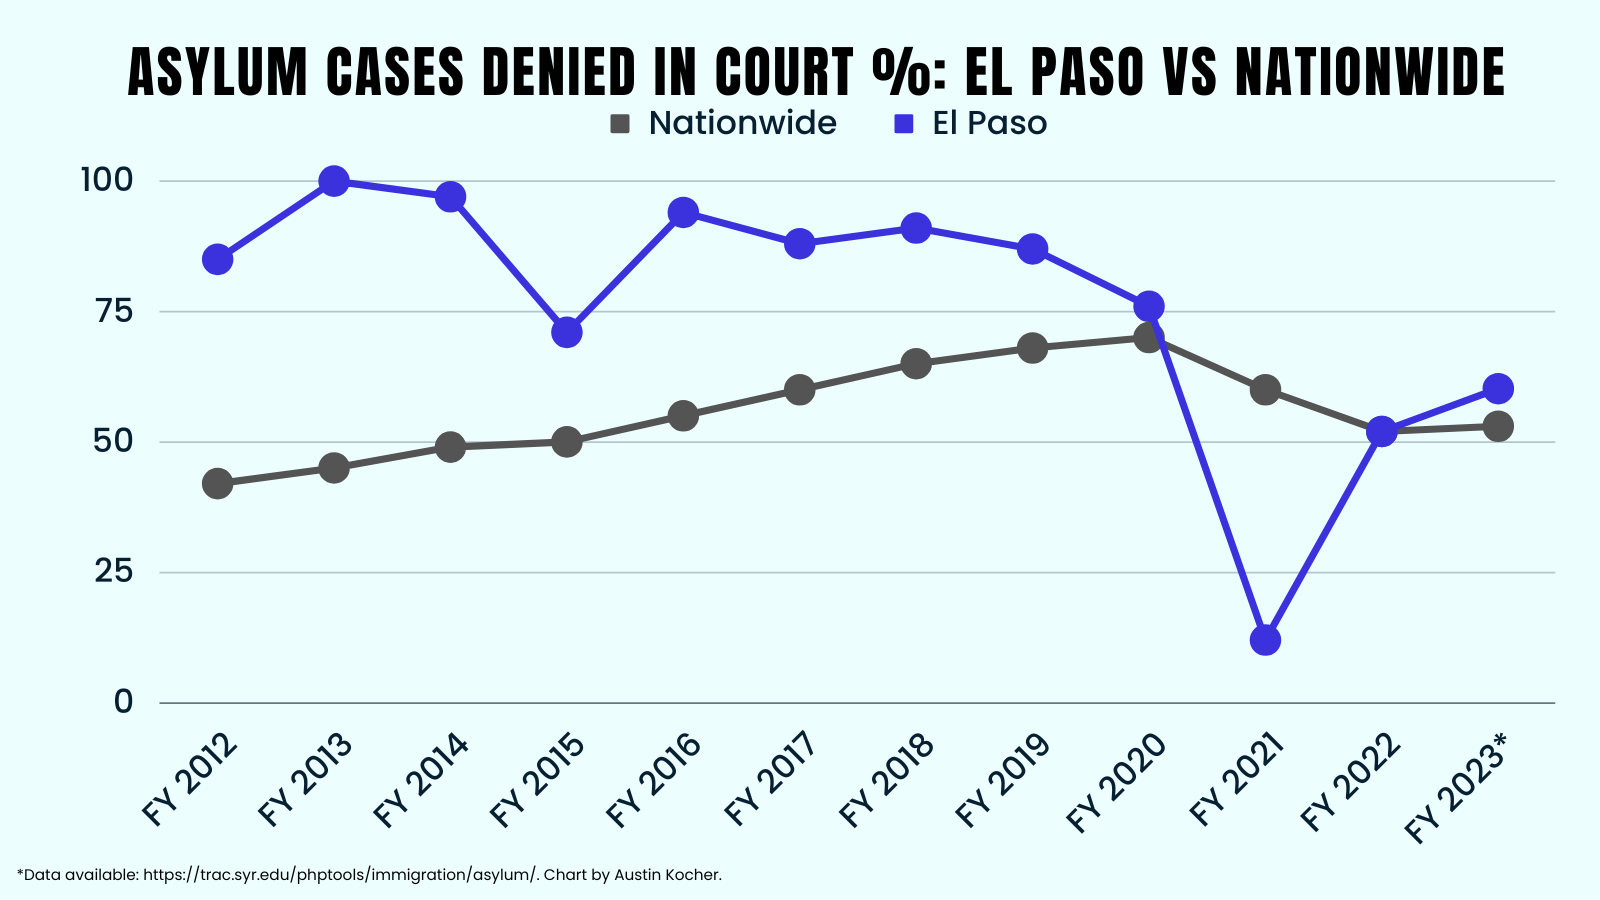 ASYLUM CASES DENIED IN COURT %: EL PASO VS NATIONWIDE
Nationwide El Paso
100
75
50
25
0
FY 2012 FY 2013 FY 2014 FY 2015 FY 2016 FY 2017 FY 2018 FY 2019 FY 2020 FY 2021 FY 2022 FY 2023*
*Data available: https://trac.syr.edu/phptools/immigration/asylum/. Chart by Austin Kocher.